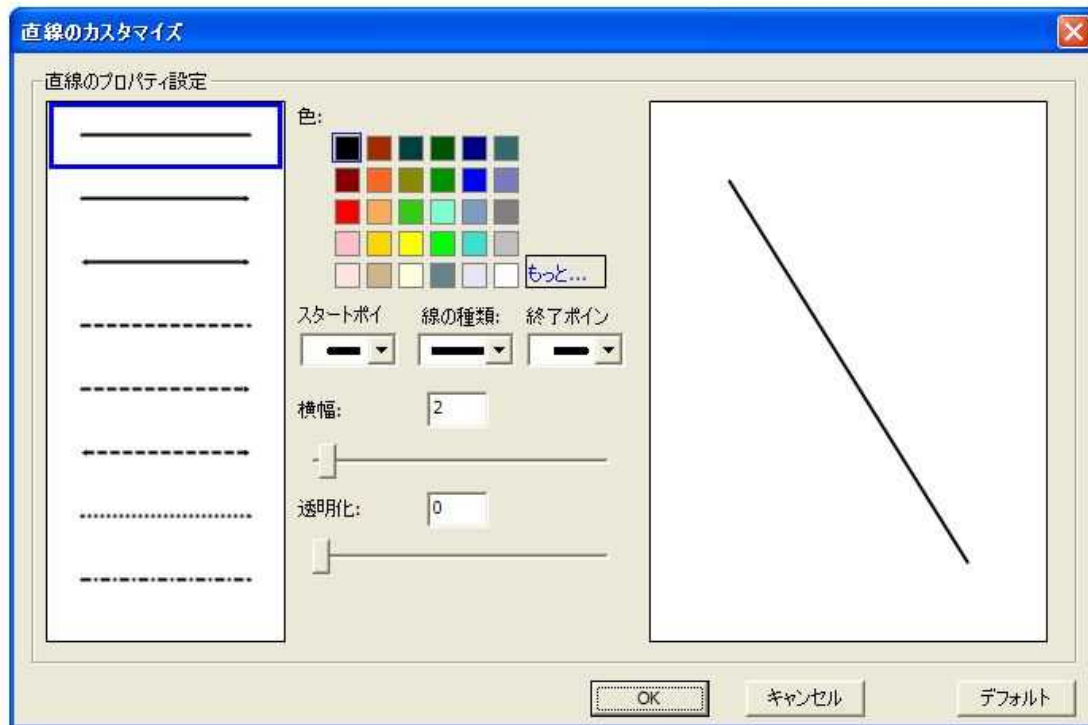 直線のカスタマイズ
直線のプロパティ設定
色:
もっと...
スタートポイ 線の種類: 終了ポイン
横幅: 2
透明化: 0
OK キャンセル デフォルト